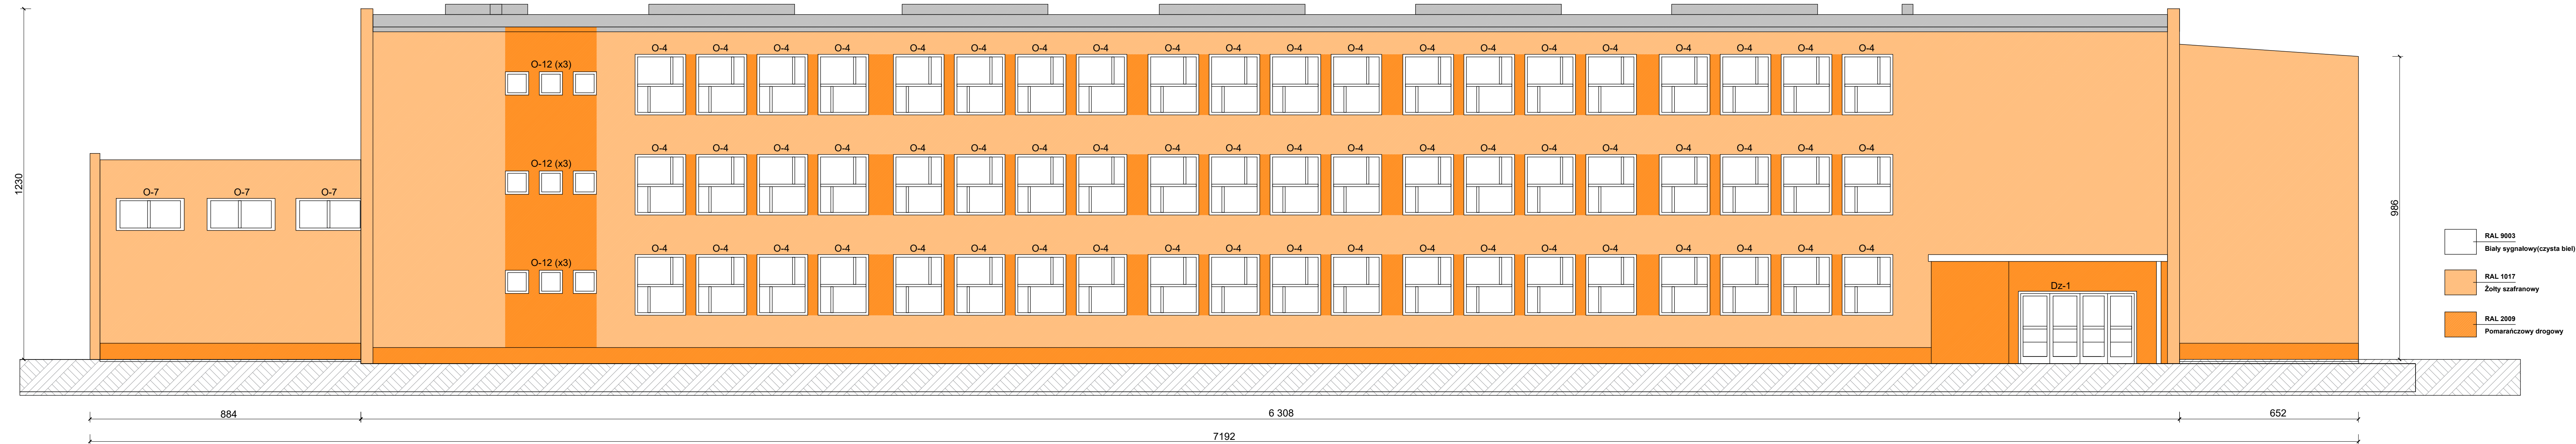 O-4 O-4 O-4 O-4 O-4 O-4 O-4 O-4 O-4 O-4 O-4 O-4 O-4 O-4 O-4 O-4 O-4 O-4 O-4 O-4
O-12 (x3)
O-4 O-4 O-4 O-4 O-4 O-4 O-4 O-4 O-4 O-4 O-4 O-4 O-4 O-4 O-4 O-4 O-4 O-4 O-4 O-4
O-12 (x3)
1230
O-7 O-7 O-7
986
O-4 O-4 O-4 O-4 O-4 O-4 O-4 O-4 O-4 O-4 O-4 O-4 O-4 O-4 O-4 O-4 O-4 O-4 O-4 O-4
O-12 (x3)
Dz-1
RAL 9003
Biały sygnałowy(czysta biel)
RAL 1017
Żołty szafranowy
RAL 2009
Pomarańczowy drogowy
884
6 308
652
7192